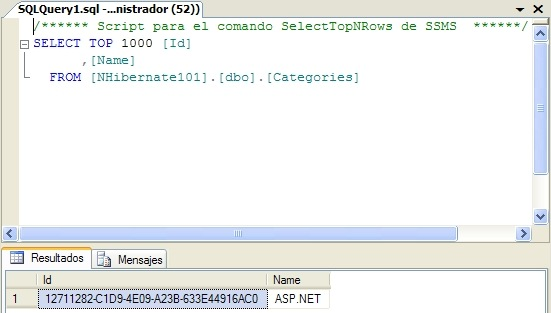 SQLQuery1.sql -...nistrador (52))
/****** Script para el comando SelectTopNRows de SSMS  ******/
SELECT TOP 1000 [Id]
,[Name]
FROM [NHibernate101].[dbo].[Categories]
Resultados Mensajes
Id Name
1 12711282-C1D9-4E09-A23B-633E44916AC0 ASP.NET